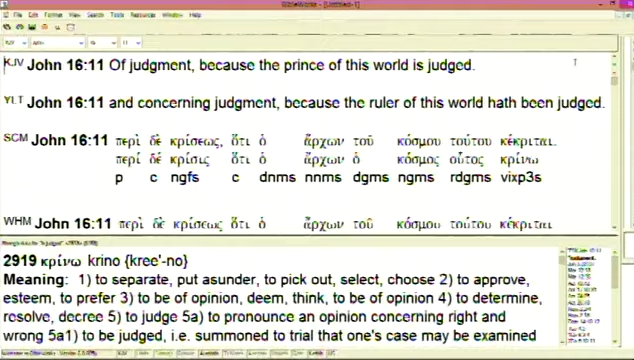 BibleWorks - [Untitled-1]
File Edit Format View Search Tools Resources Window Help
KJV John 16:11 Of judgment, because the prince of this world is judged.
YLT John 16:11 and concerning judgment, because the ruler of this world hath been judged.
SCM John 16:11 περὶ δὲ κρίσεως, ὅτι ὁ ἄρχων τοῦ κόσμου τούτου κέκριται.
περί δέ κρίσις ὅτι ὁ ἄρχων ὁ κόσμος οὗτος κρίνω
p c ngfs c dnms nnms dgms ngms rdgms vixp3s
WHM John 16:11 περὶ δὲ κρίσεως ὅτι ὁ ἄρχων τοῦ κόσμου τούτου κέκριται
2919 κρίνω krino {kree'-no}
Meaning: 1) to separate, put asunder, to pick out, select, choose 2) to approve,
esteem, to prefer 3) to be of opinion, deem, think, to be of opinion 4) to determine,
resolve, decree 5) to judge 5a) to pronounce an opinion concerning right and
wrong 5a1) to be judged, i.e. summoned to trial that one's case may be examined